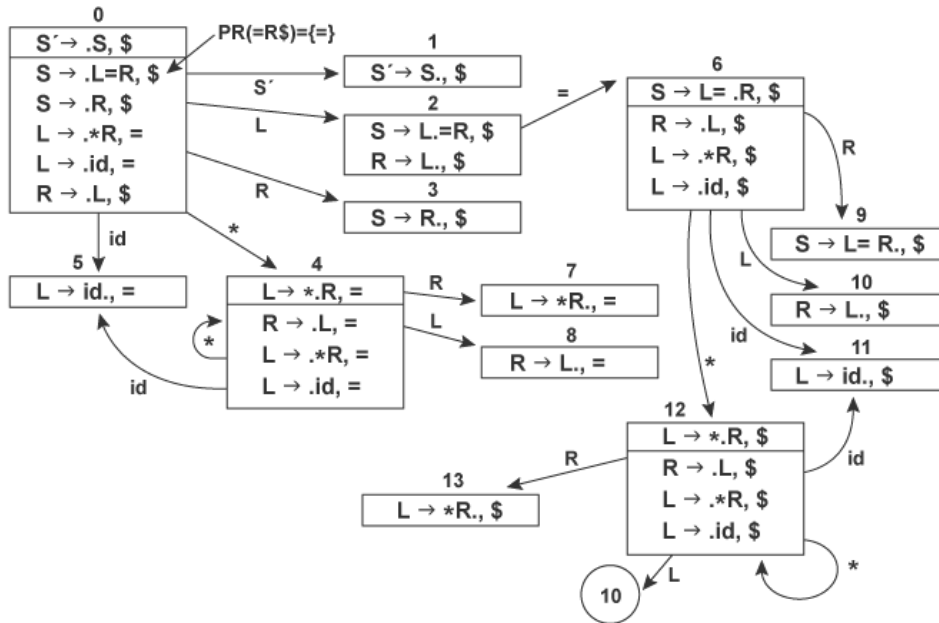 0
S´→ .S, $
S → .L=R, $
S → .R, $
L → .*R, =
L → .id, =
R → .L, $
PR(=R$)={=}
S´
1
S´→ S., $
L
2
S → L.=R, $
R → L., $
R
3
S → R., $
=
6
S → L= .R, $
R → .L, $
L → .*R, $
L → .id, $
R
9
S → L= R., $
L
10
R → L., $
id
11
L → id., $
*
id
5
L → id., =
*
4
L → *.R, =
R → .L, =
L → .*R, =
L → .id, =
*
id
R
7
L → *R., =
L
8
R → L., =
12
L → *.R, $
R → .L, $
L → .*R, $
L → .id, $
id
R
13
L → *R., $
L
10
*